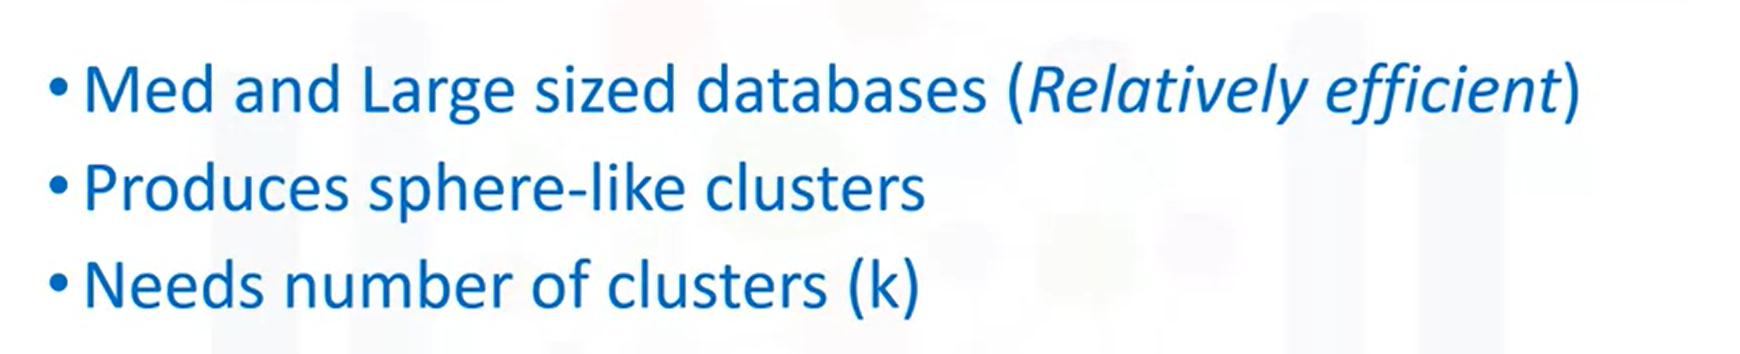 • Med and Large sized databases (Relatively efficient)
• Produces sphere-like clusters
• Needs number of clusters (k)